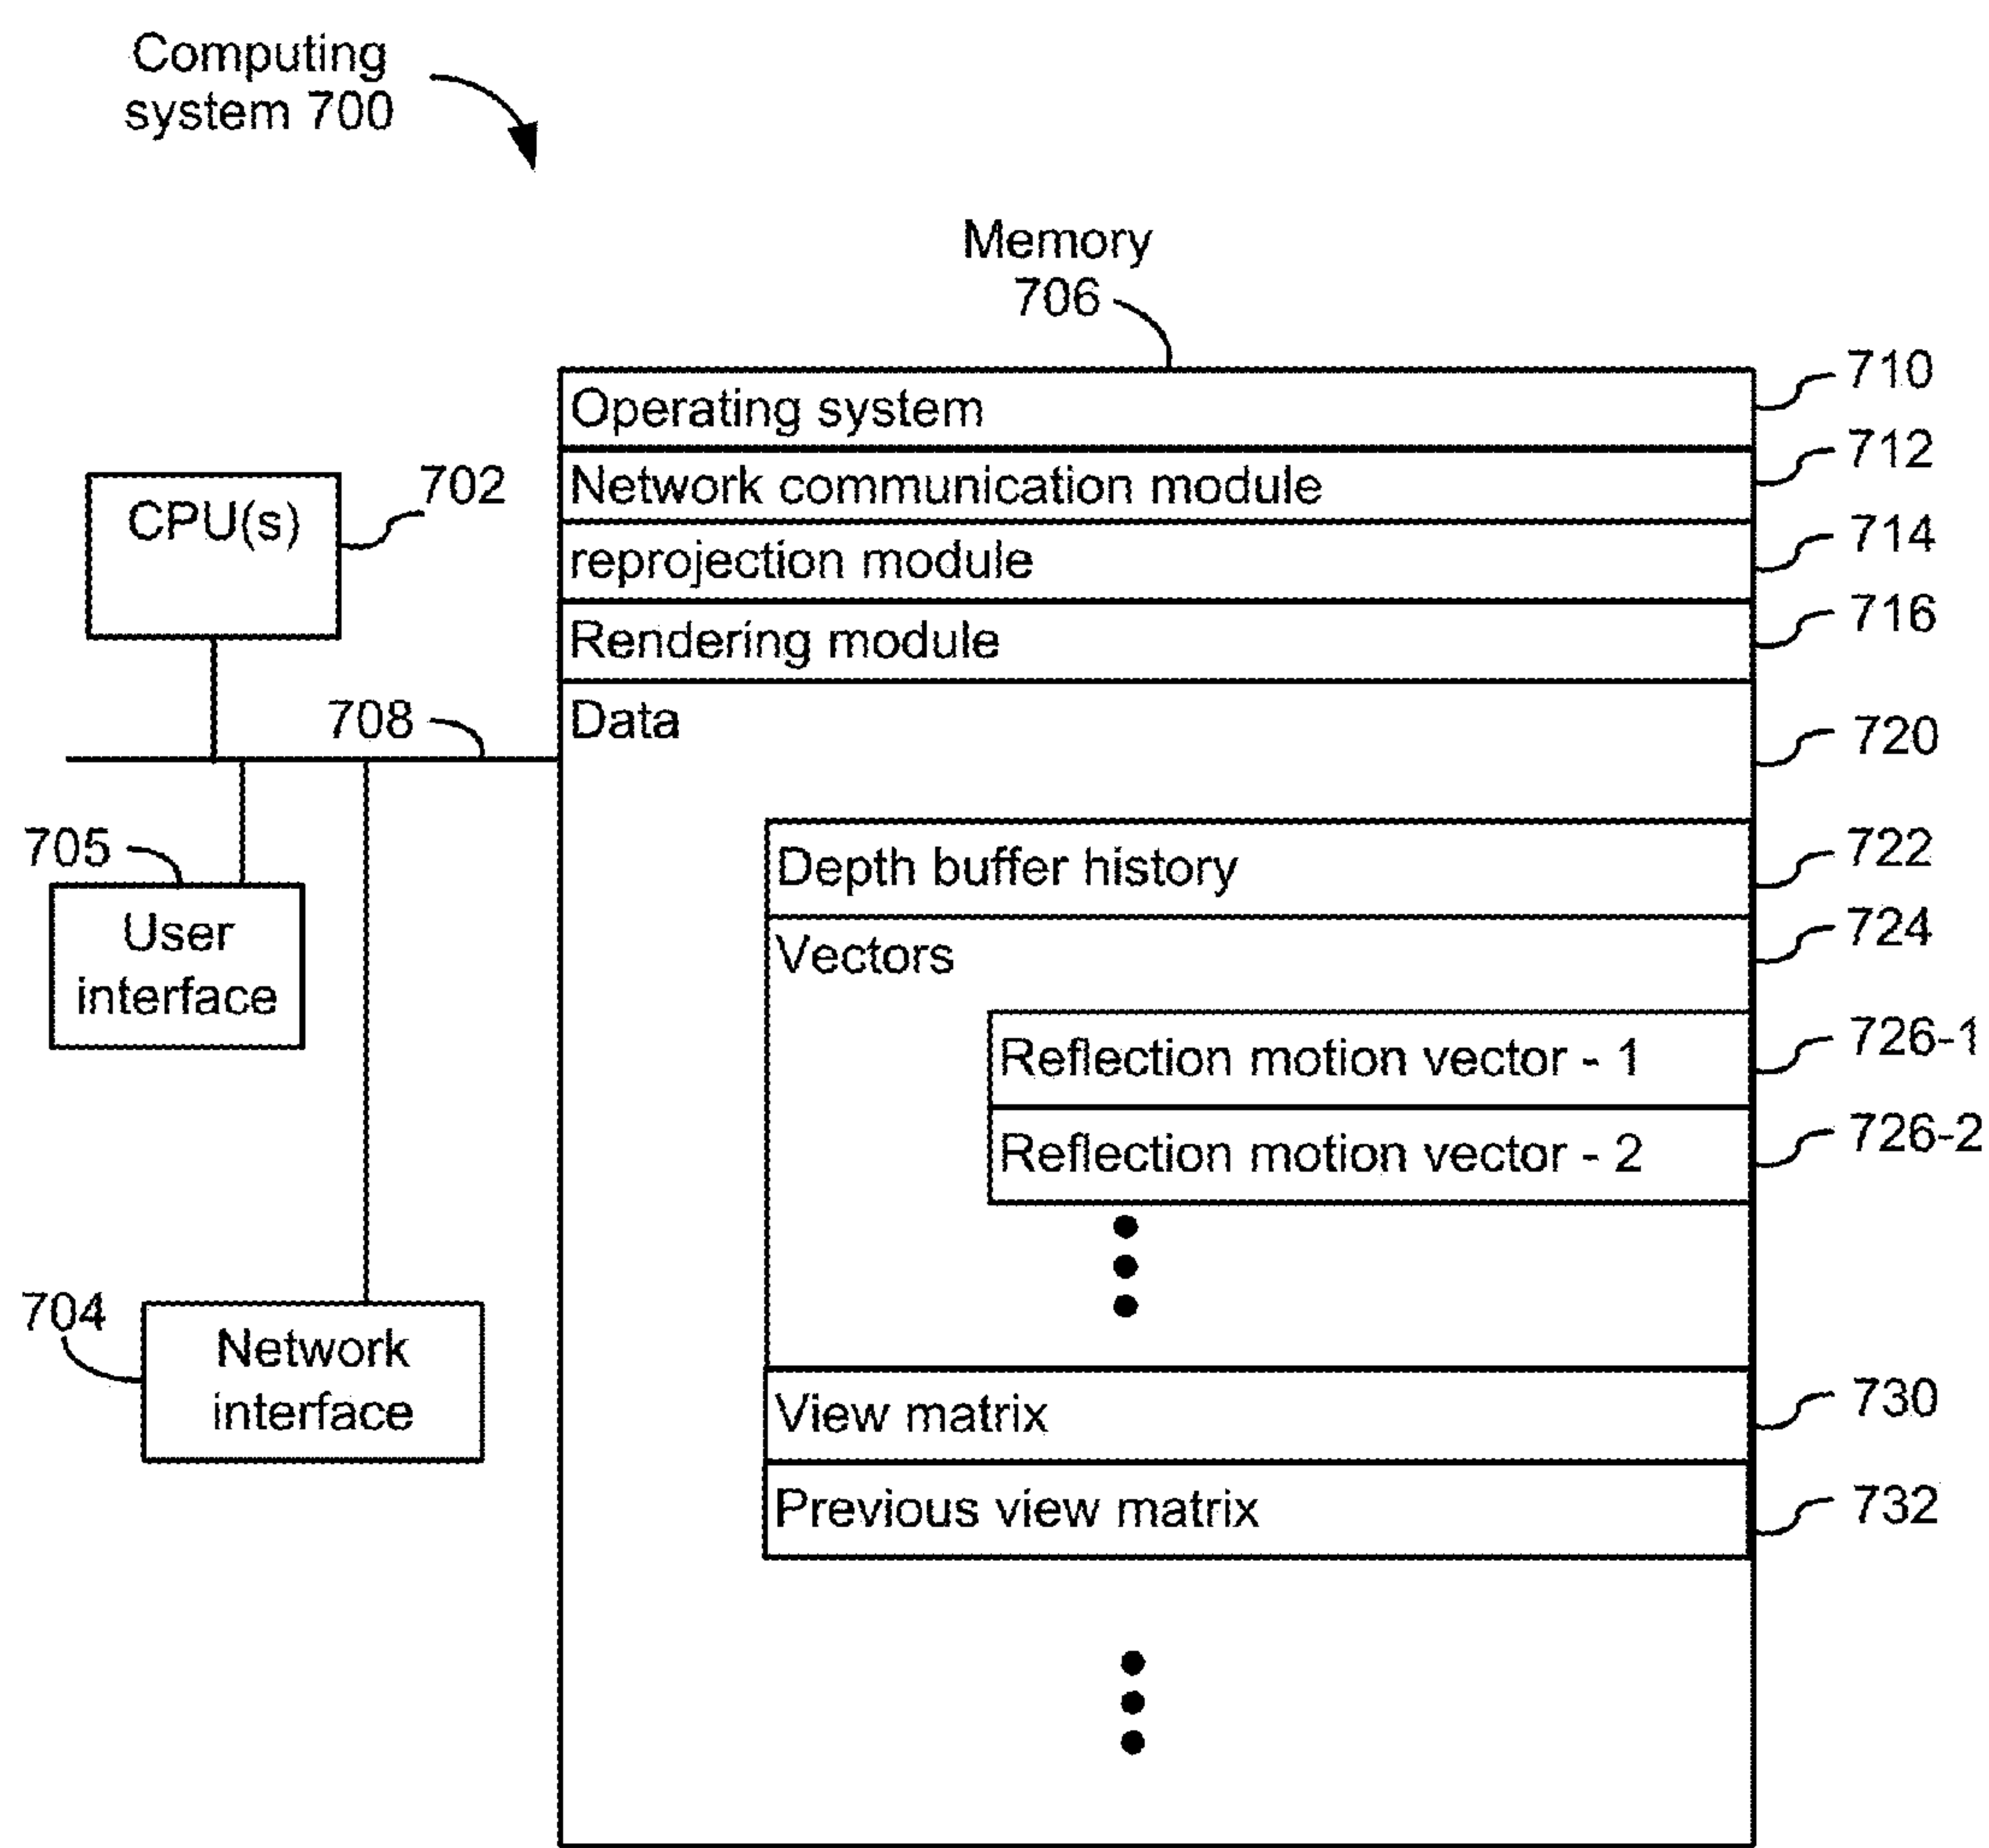 Computing
system 700
Memory
706
Operating system
710
Network communication module
712
reprojection module
714
Rendering module
716
Data
720
Depth buffer history
722
Vectors
724
Reflection motion vector - 1
726-1
Reflection motion vector - 2
726-2
View matrix
730
Previous view matrix
732
CPU(s)
702
708
705
User
interface
704
Network
interface